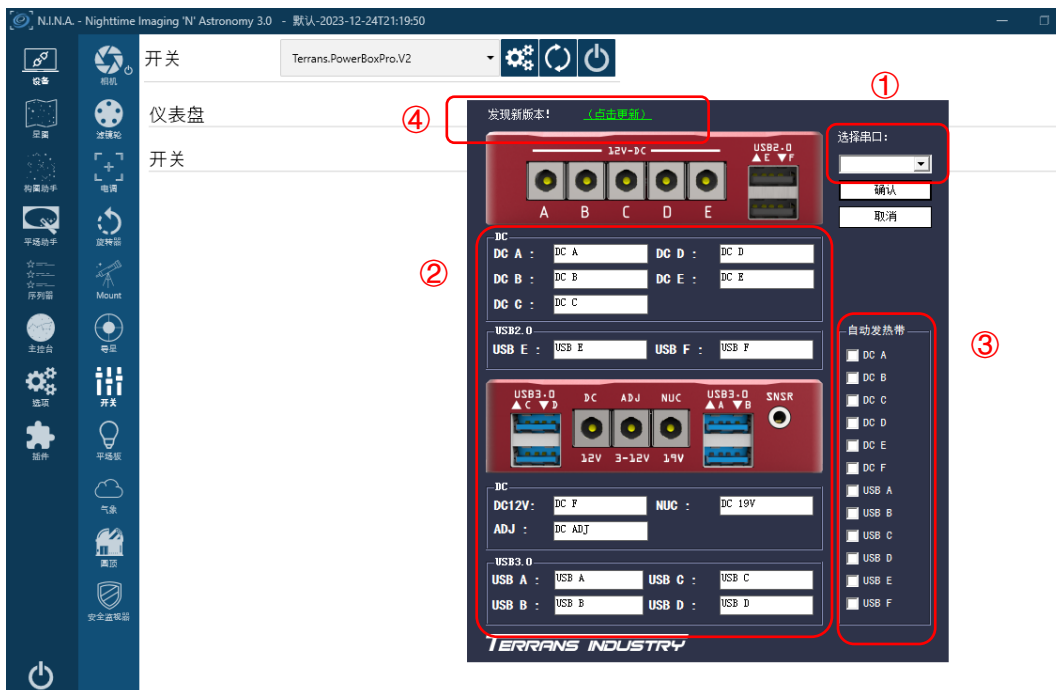 N.I.N.A. - Nighttime Imaging 'N' Astronomy 3.0 - 默认-2023-12-24T21:19:50
设备
星图
构图助手
平场助手
序列器
主控台
选项
插件
相机
滤镜轮
电调
旋转器
Mount
导星
开关
平场板
气象
圆顶
安全监视器
开关
Terrans.PowerBoxPro.V2
仪表盘
开关
①
④
发现新版本! (点击更新)
选择串口:
确认
取消
12V-DC
USB2.0
▲E ▼F
A B C D E
②
DC
DC A : DC A DC D : DC D
DC B : DC B DC E : DC E
DC C : DC C
USB2.0
USB E : USB E USB F : USB F
USB3.0 DC ADJ NUC USB3.0 SNSR
▲C ▼D ▲A ▼B
12V 3-12V 19V
DC
DC12V: DC F NUC : DC 19V
ADJ : DC ADJ
USB3.0
USB A : USB A USB C : USB C
USB B : USB B USB D : USB D
TERRANS INDUSTRY
③
自动发热带
DC A
DC B
DC C
DC D
DC E
DC F
USB A
USB B
USB C
USB D
USB E
USB F